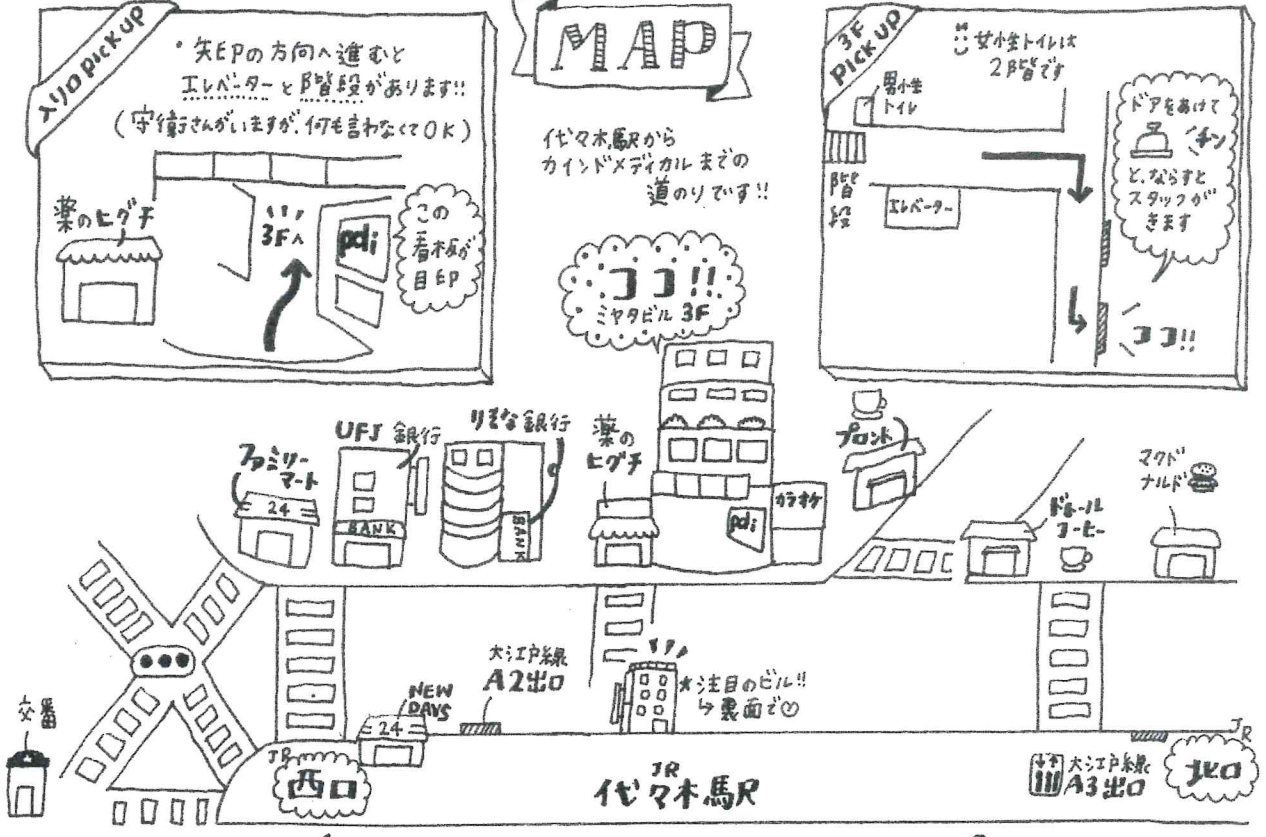 入り口 PICK UP
・矢印の方向へ進むと
エレベーターと階段があります!!
(守衛さんがいますが、何も言わなくてOK)
薬のヒグチ
3Fへ
pdi
この
看板が
目印
MAP
代々木駅から
カインドメディカルまでの
道のりです!!
ココ!!
ミヤタビル 3F
3F
PICK UP
女性トイレは
2階です
男性
トイレ
階
段
エレベーター
ドアをあけて
チン
と、ならすと
スタッフが
きます
ココ!!
ファミリー
マート
24
UFJ 銀行
BANK
りそな銀行
BANK
薬の
ヒグチ
pdi
カラオケ
プロント
ドトール
コーヒー
マクド
ナルド
交番
NEW
DAYS
24
大江戸線
A2出口
★注目のビル!!
裏面で♡
JR
西口
JR
代々木駅
大江戸線
A3出口
JR
北口